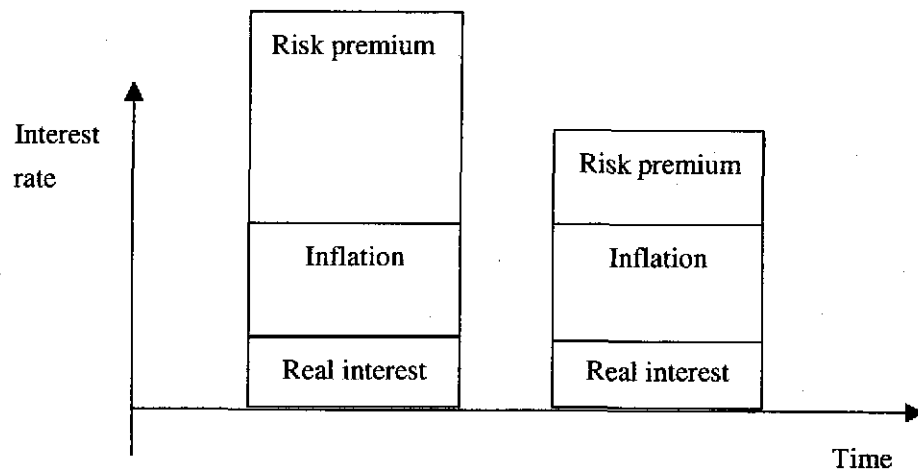 Risk premium
Interest
rate
Risk premium
Inflation
Inflation
Real interest
Real interest
Time